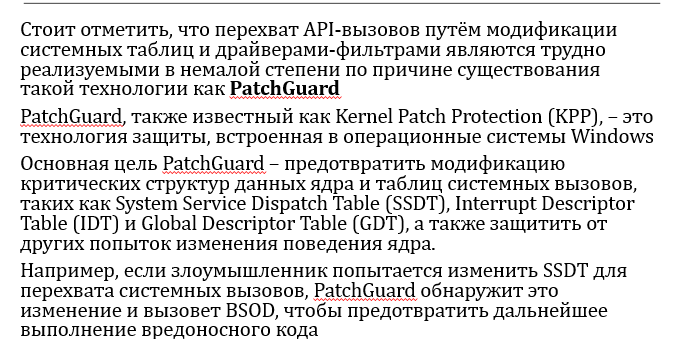 Стоит отметить, что перехват API-вызовов путём модификации
системных таблиц и драйверами-фильтрами являются трудно
реализуемыми в немалой степени по причине существования
такой технологии как PatchGuard
PatchGuard, также известный как Kernel Patch Protection (KPP), – это
технология защиты, встроенная в операционные системы Windows
Основная цель PatchGuard – предотвратить модификацию
критических структур данных ядра и таблиц системных вызовов,
таких как System Service Dispatch Table (SSDT), Interrupt Descriptor
Table (IDT) и Global Descriptor Table (GDT), а также защитить от
других попыток изменения поведения ядра.
Например, если злоумышленник попытается изменить SSDT для
перехвата системных вызовов, PatchGuard обнаружит это
изменение и вызовет BSOD, чтобы предотвратить дальнейшее
выполнение вредоносного кода